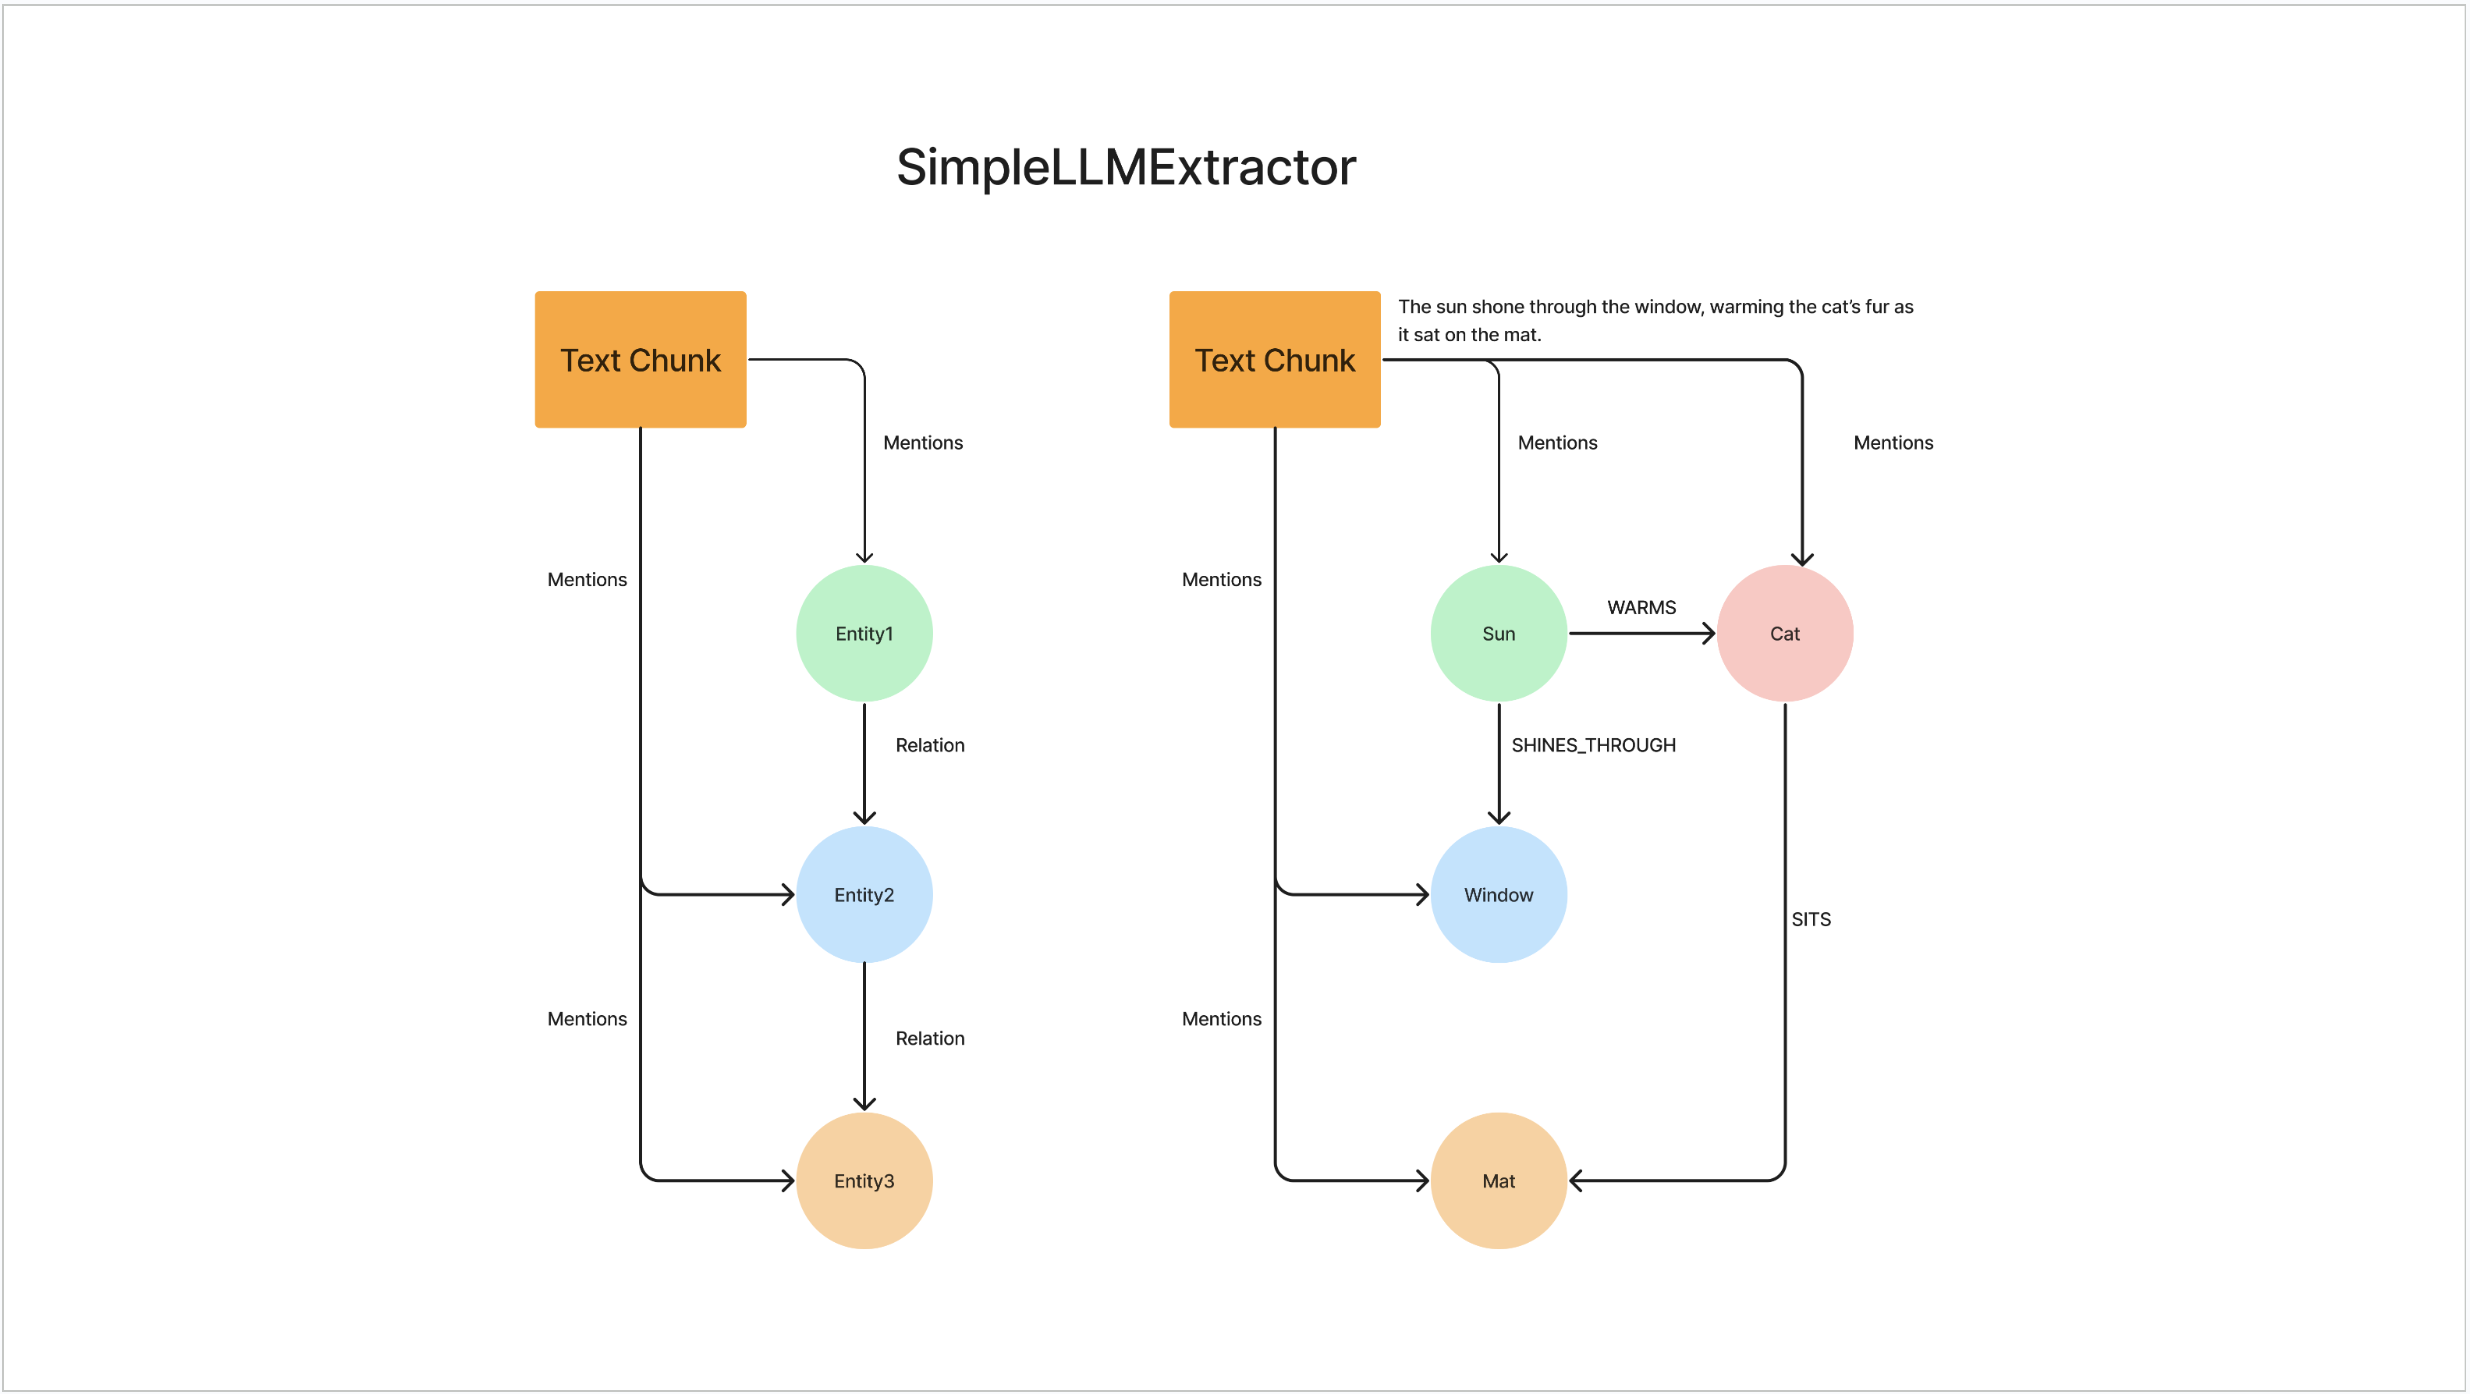 SimpleLLMExtractor
Text Chunk
Mentions
Mentions
Entity1
Relation
Entity2
Mentions
Relation
Entity3
Text Chunk
The sun shone through the window, warming the cat’s fur as
it sat on the mat.
Mentions
Mentions
Mentions
WARMS
Sun
Cat
SHINES_THROUGH
Window
SITS
Mentions
Mat